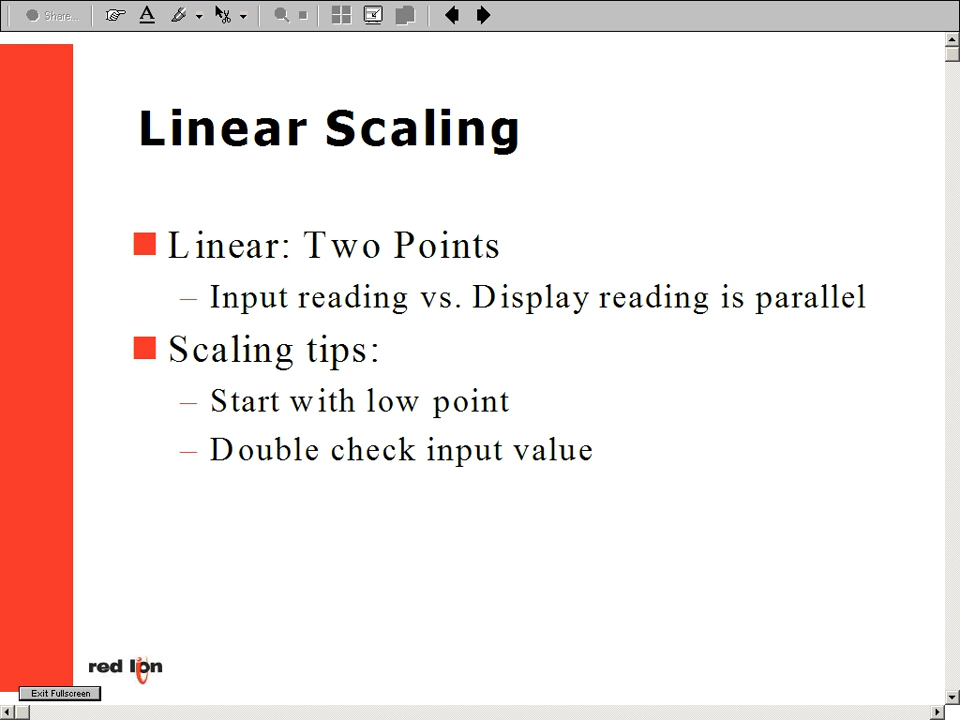 Share...
A
Linear Scaling
Linear: Two Points
– Input reading vs. Display reading is parallel
Scaling tips:
– Start with low point
– Double check input value
red lion
Exit Fullscreen